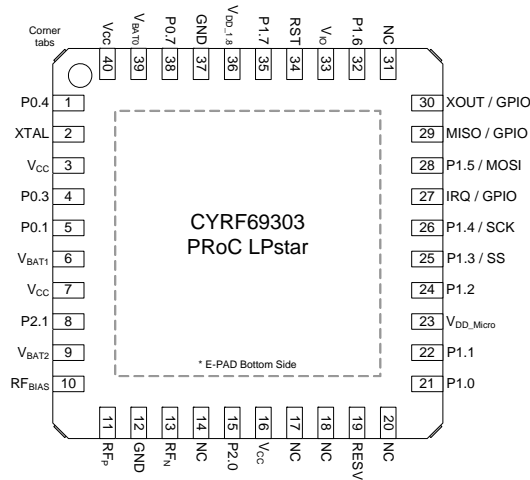 Corner
tabs
VCC
VBAT0
P0.7
GND
VDD_1.8
P1.7
RST
VIO
P1.6
NC
40
39
38
37
36
35
34
33
32
31
P0.4 1
XTAL 2
VCC 3
P0.3 4
P0.1 5
VBAT1 6
VCC 7
P2.1 8
VBAT2 9
RFBIAS 10
CYRF69303
PRoC LPstar
* E-PAD Bottom Side
30 XOUT / GPIO
29 MISO / GPIO
28 P1.5 / MOSI
27 IRQ / GPIO
26 P1.4 / SCK
25 P1.3 / SS
24 P1.2
23 VDD_Micro
22 P1.1
21 P1.0
11
12
13
14
15
16
17
18
19
20
RFP
GND
RFN
NC
P2.0
VCC
NC
NC
RESV
NC